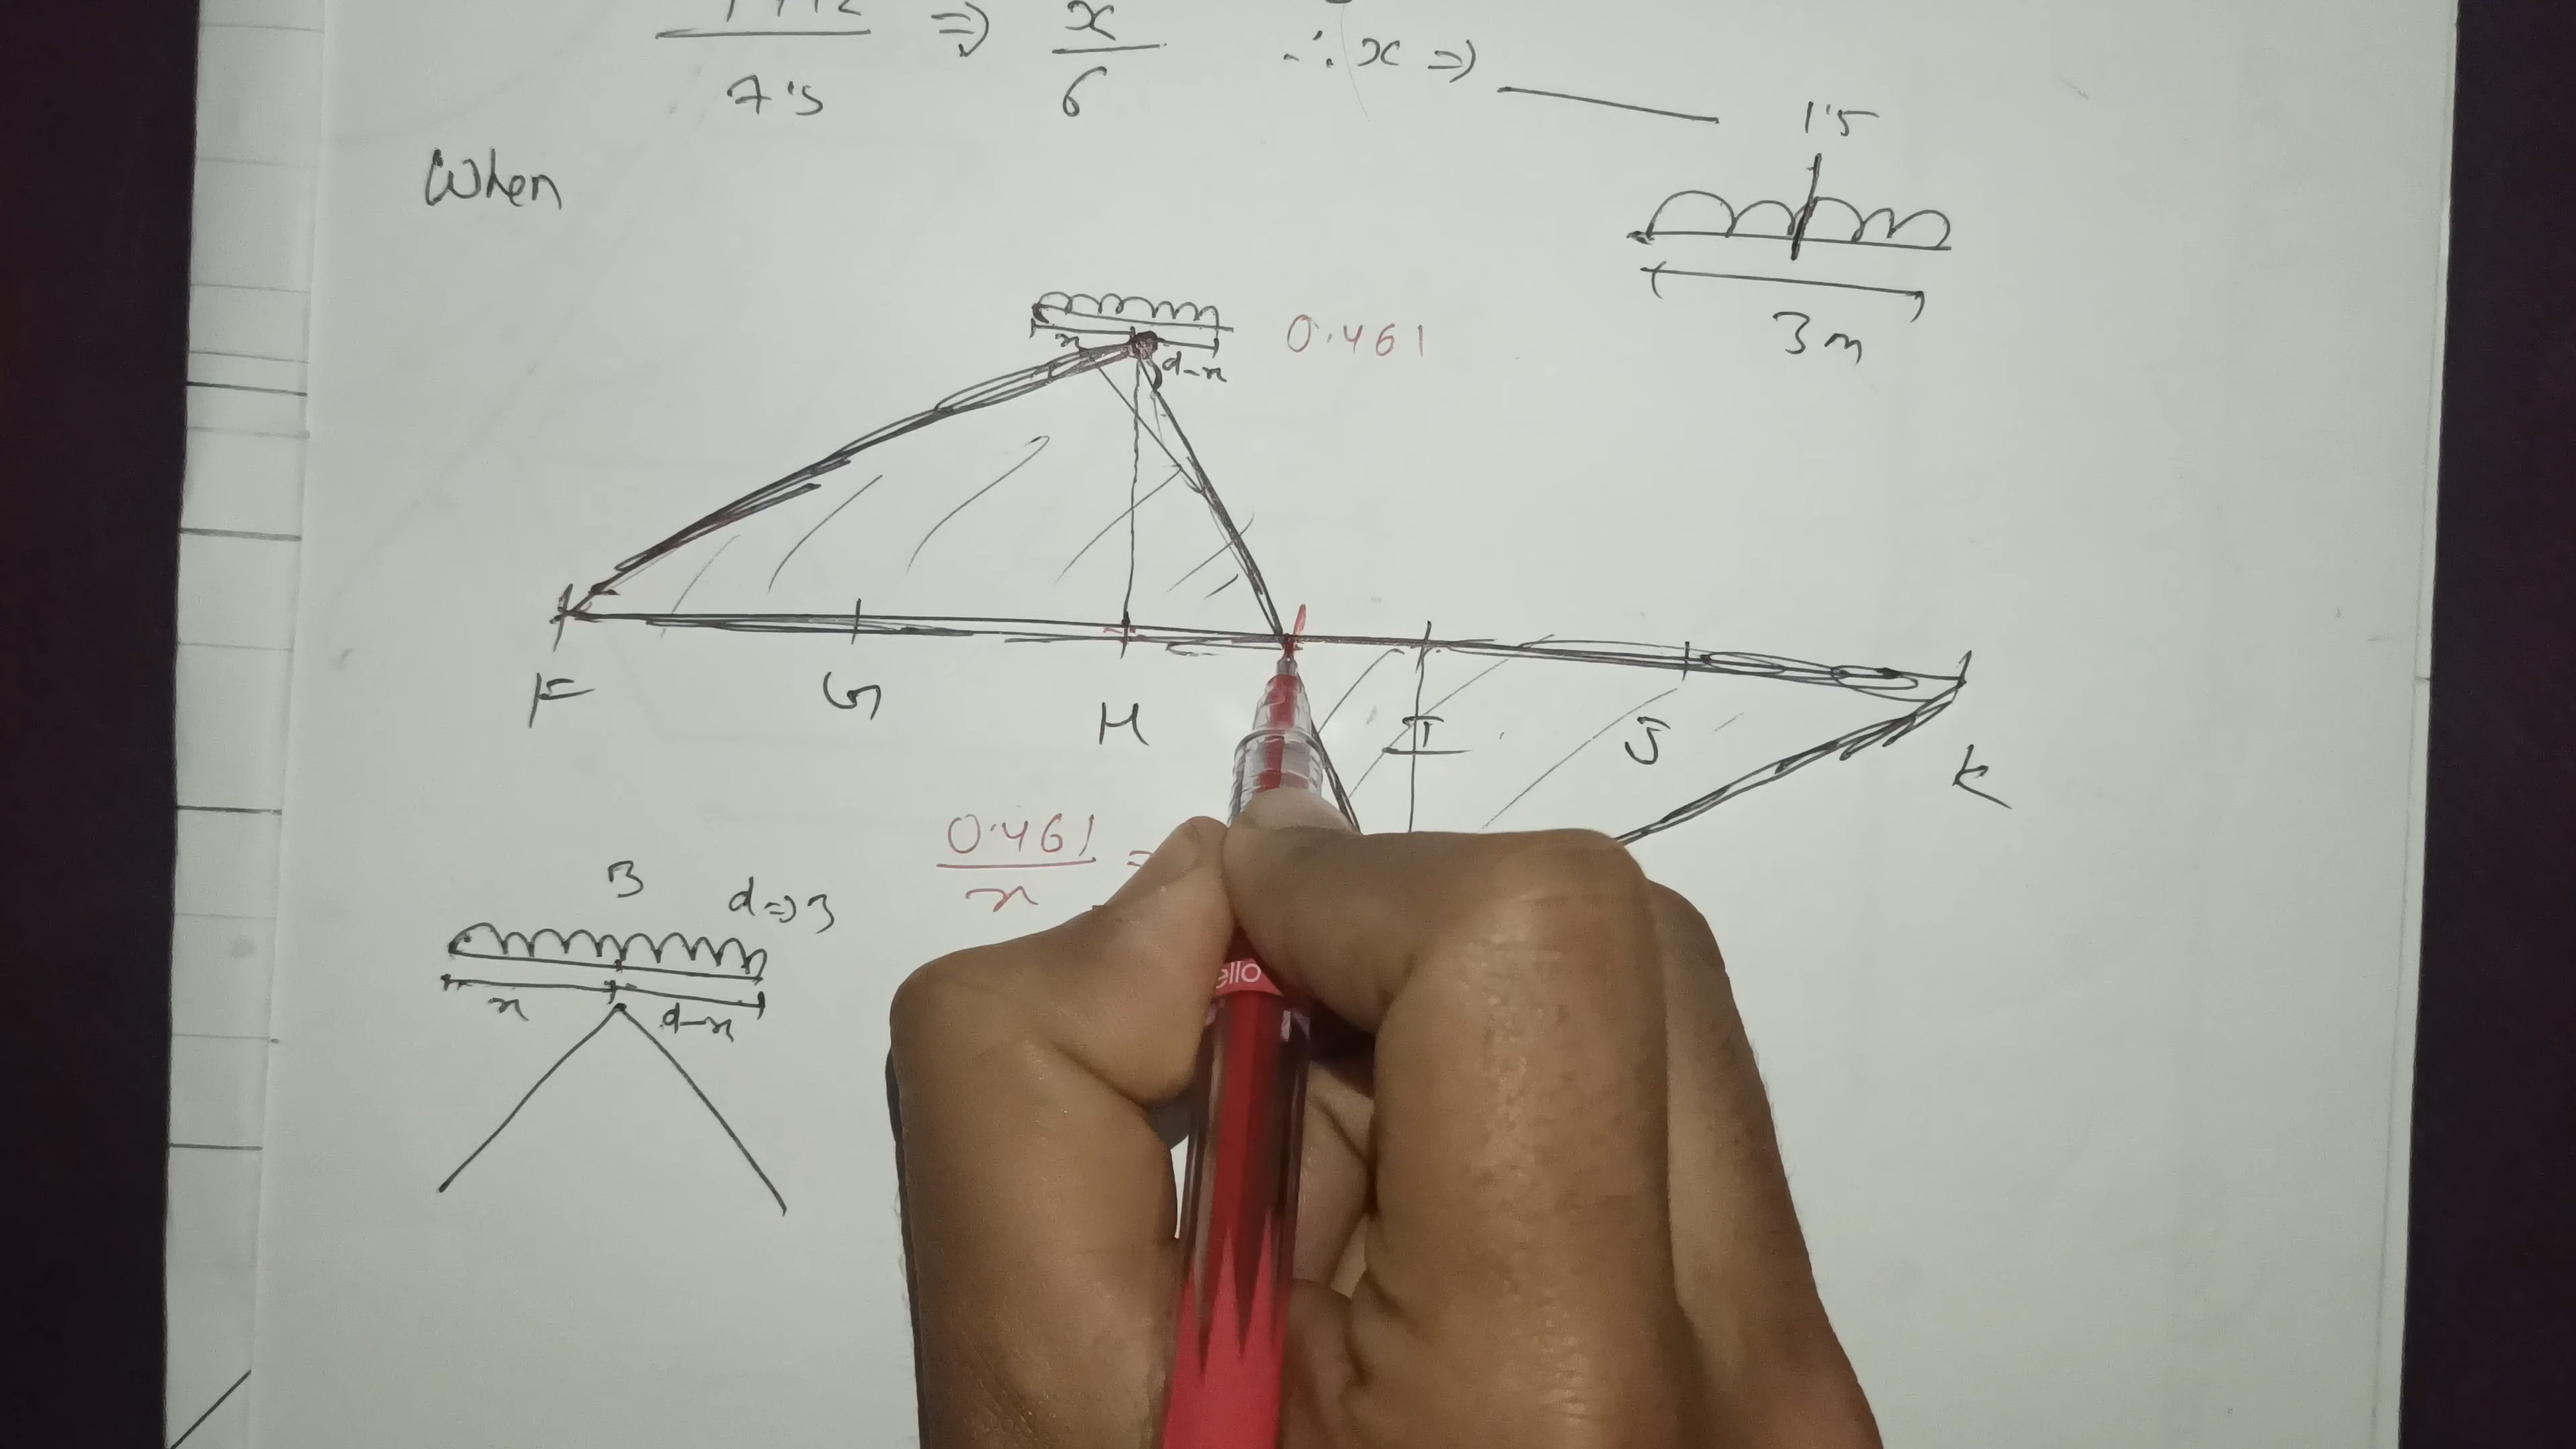 7.5 ⇒ x/6 ∴ x ⇒
1.5
When
3m
0.461
x d-x
F G H I J K
0.461/x =
B d⇒3
x d-x
ello